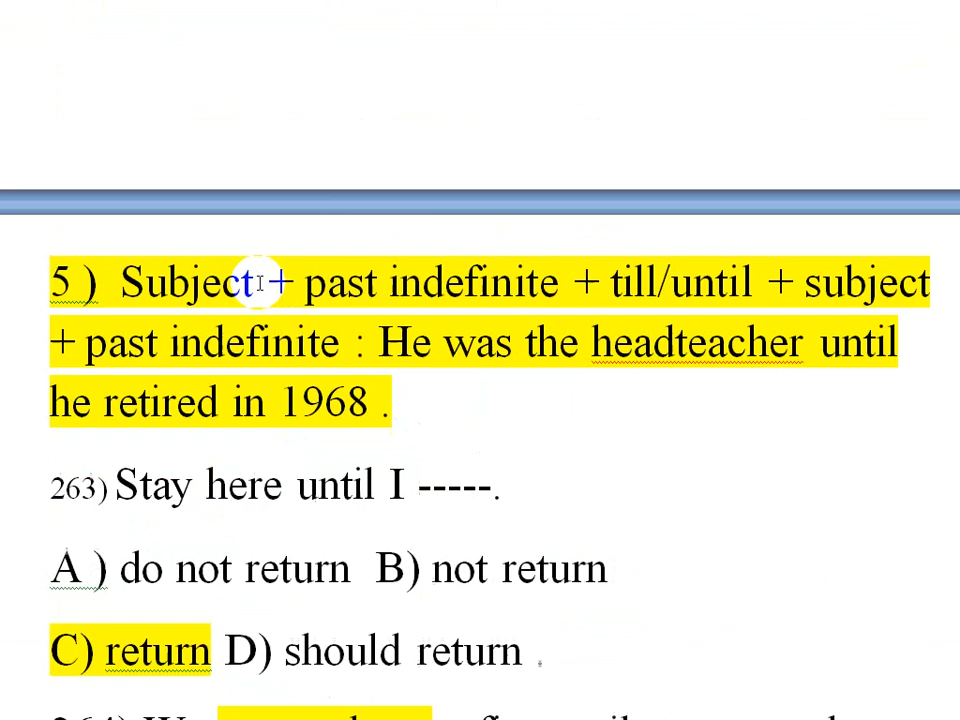 5 ) Subject + past indefinite + till/until + subject
+ past indefinite : He was the headteacher until
he retired in 1968 .
263) Stay here until I -----.
A ) do not return B) not return
C) return D) should return .